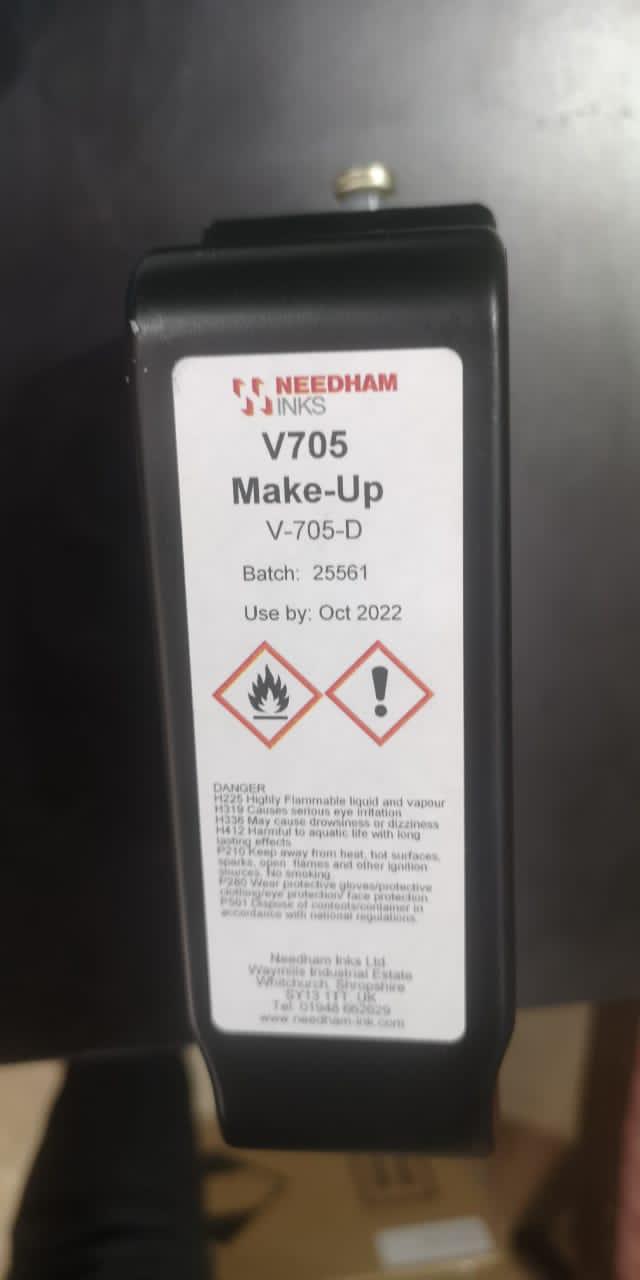 NEEDHAM
INKS
V705
Make-Up
V-705-D
Batch: 25561
Use by: Oct 2022
DANGER
H225 Highly Flammable liquid and vapour
H319 Causes serious eye irritation
H336 May cause drowsiness or dizziness
H412 Harmful to aquatic life with long
lasting effects
P210 Keep away from heat, hot surfaces,
sparks, open flames and other ignition
sources. No smoking
P280 Wear protective gloves/protective
clothing/eye protection/ face protection
P501 Dispose of contents/container in
accordance with national regulations.
Needham Inks Ltd
Waymills Industrial Estate
Whitchurch, Shropshire
SY13 1TT, UK
Tel: 01948 662629
www.needham-ink.com